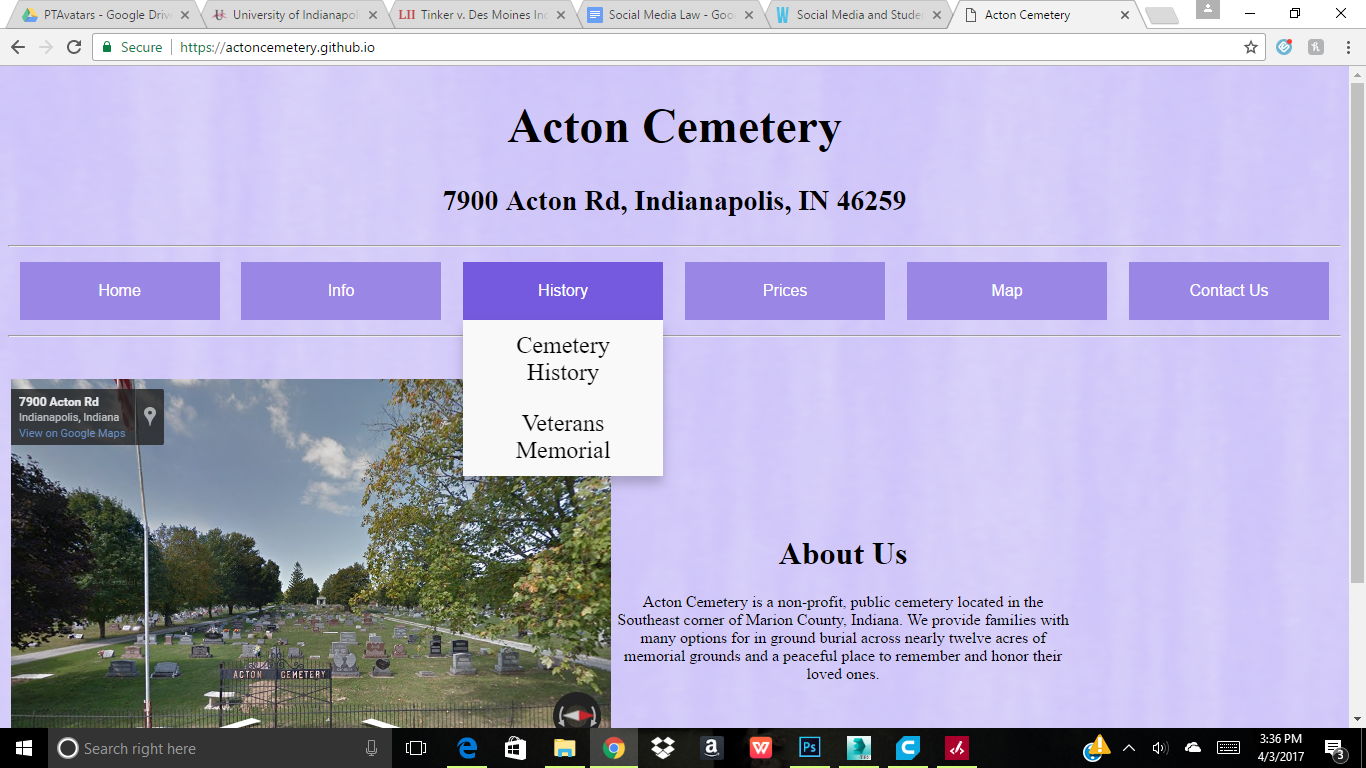 PTAvatars - Google Driv
University of Indianapol
LII Tinker v. Des Moines Inc
Social Media Law - Goo
Social Media and Stude
Acton Cemetery
Secure https://actoncemetery.github.io
Acton Cemetery
7900 Acton Rd, Indianapolis, IN 46259
Home
Info
History
Prices
Map
Contact Us
Cemetery
History
Veterans
Memorial
7900 Acton Rd
Indianapolis, Indiana
View on Google Maps
ACTON CEMETERY
About Us
Acton Cemetery is a non-profit, public cemetery located in the
Southeast corner of Marion County, Indiana. We provide families with
many options for in ground burial across nearly twelve acres of
memorial grounds and a peaceful place to remember and honor their
loved ones.
Search right here
Ps
3:36 PM
4/3/2017
3